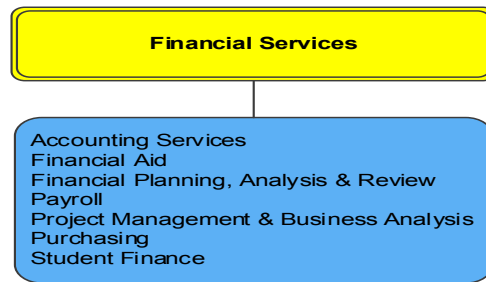 Financial Services
Accounting Services
Financial Aid
Financial Planning, Analysis & Review
Payroll
Project Management & Business Analysis
Purchasing
Student Finance